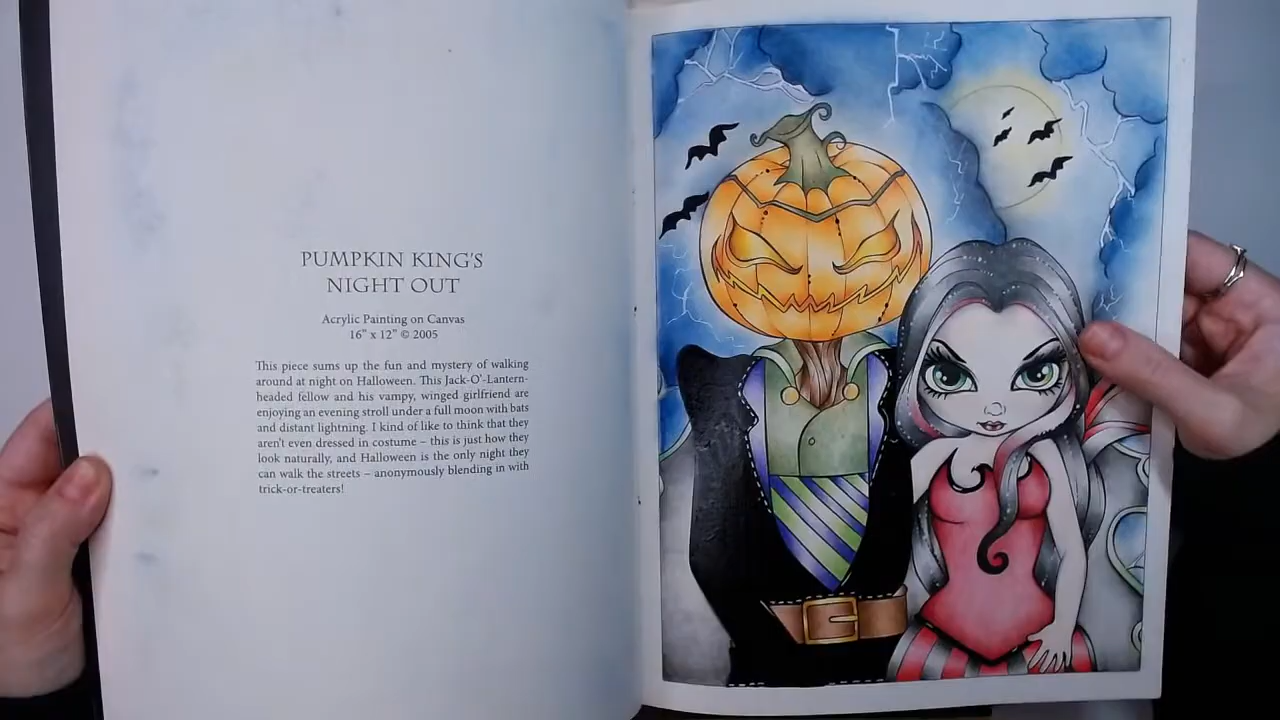 PUMPKIN KING'S
NIGHT OUT
Acrylic Painting on Canvas
16" x 12" © 2005
This piece sums up the fun and mystery of walking
around at night on Halloween. This Jack-O'-Lantern-
headed fellow and his vampy, winged girlfriend are
enjoying an evening stroll under a full moon with bats
and distant lightning. I kind of like to think that they
aren't even dressed in costume – this is just how they
look naturally, and Halloween is the only night they
can walk the streets – anonymously blending in with
trick-or-treaters!